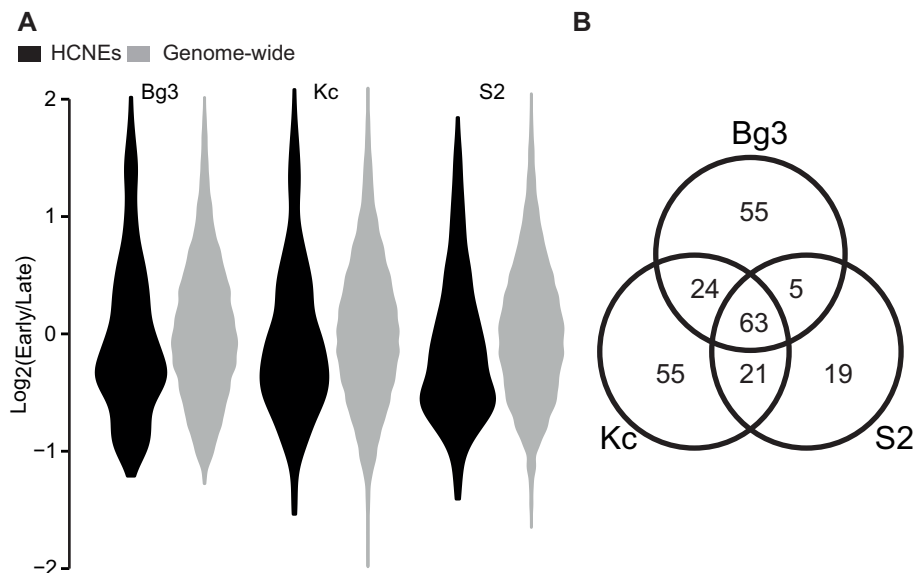 A
HCNEs Genome-wide
Bg3 Kc S2
2
1
0
−1
−2
Log2(Early/Late)
B
Bg3
55
24 5
63
55 21 19
Kc S2